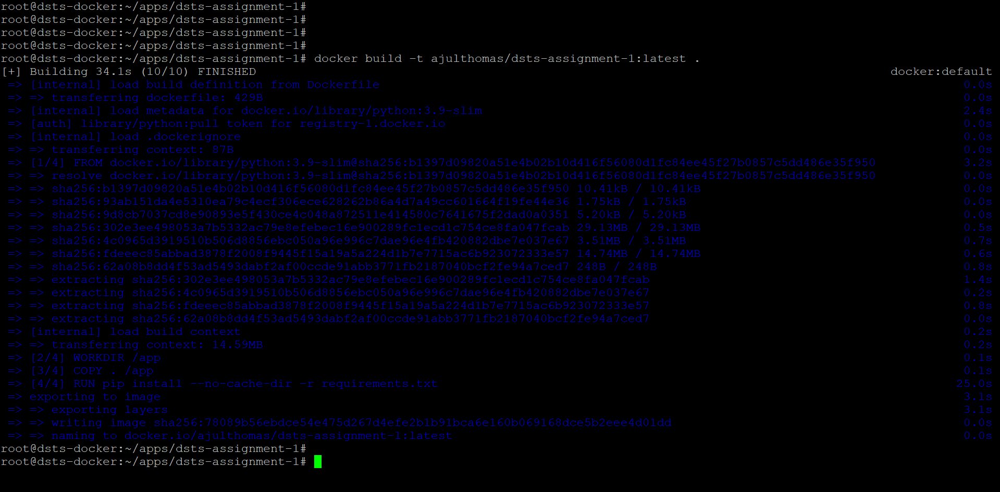 root@dsts-docker:~/apps/dsts-assignment-1#
root@dsts-docker:~/apps/dsts-assignment-1#
root@dsts-docker:~/apps/dsts-assignment-1#
root@dsts-docker:~/apps/dsts-assignment-1#
root@dsts-docker:~/apps/dsts-assignment-1# docker build -t ajulthomas/dsts-assignment-1:latest .
[+] Building 34.1s (10/10) FINISHED docker:default
=> [internal] load build definition from Dockerfile 0.0s
=> => transferring dockerfile: 429B 0.0s
=> [internal] load metadata for docker.io/library/python:3.9-slim 2.4s
=> [auth] library/python:pull token for registry-1.docker.io 0.0s
=> [internal] load .dockerignore 0.0s
=> => transferring context: 87B 0.0s
=> [1/4] FROM docker.io/library/python:3.9-slim@sha256:b1397d09820a51e4b02b10d416f56080d1fc84ee45f27b0857c5dd486e35f950 3.2s
=> => resolve docker.io/library/python:3.9-slim@sha256:b1397d09820a51e4b02b10d416f56080d1fc84ee45f27b0857c5dd486e35f950 0.0s
=> => sha256:b1397d09820a51e4b02b10d416f56080d1fc84ee45f27b0857c5dd486e35f950 10.41kB / 10.41kB 0.0s
=> => sha256:93ab151da4e5310ea79c4ecf306ece628262b86a4d7a49cc601664f19fe44e36 1.75kB / 1.75kB 0.0s
=> => sha256:9d8cb7037cd8e90893e5f430ce4c048a872511e414580c7641675f2dad0a0351 5.20kB / 5.20kB 0.0s
=> => sha256:302e3ee498053a7b5332ac79e8efebec16e900289fc1ecd1c754ce8fa047fcab 29.13MB / 29.13MB 0.5s
=> => sha256:4c0965d3919510b506d8856ebc050a96e996c7dae96e4fb420882dbe7e037e67 3.51MB / 3.51MB 0.7s
=> => sha256:fdeeec85abbad3878f2008f9445f15a19a5a224d1b7e7715ac6b923072333e57 14.74MB / 14.74MB 0.6s
=> => sha256:62a08b8dd4f53ad5493dabf2af00ccde91abb3771fb2187040bcf2fe94a7ced7 248B / 248B 0.8s
=> => extracting sha256:302e3ee498053a7b5332ac79e8efebec16e900289fc1ecd1c754ce8fa047fcab 1.4s
=> => extracting sha256:4c0965d3919510b506d8856ebc050a96e996c7dae96e4fb420882dbe7e037e67 0.2s
=> => extracting sha256:fdeeec85abbad3878f2008f9445f15a19a5a224d1b7e7715ac6b923072333e57 0.8s
=> => extracting sha256:62a08b8dd4f53ad5493dabf2af00ccde91abb3771fb2187040bcf2fe94a7ced7 0.0s
=> [internal] load build context 0.2s
=> => transferring context: 14.59MB 0.2s
=> [2/4] WORKDIR /app 0.1s
=> [3/4] COPY . /app 0.1s
=> [4/4] RUN pip install --no-cache-dir -r requirements.txt 25.0s
=> exporting to image 3.1s
=> => exporting layers 3.1s
=> => writing image sha256:78089b56ebdce54e475d267d4efe2b1b91bca6e160b069168dce5b2eee4d01dd 0.0s
=> => naming to docker.io/ajulthomas/dsts-assignment-1:latest 0.0s
root@dsts-docker:~/apps/dsts-assignment-1#
root@dsts-docker:~/apps/dsts-assignment-1#